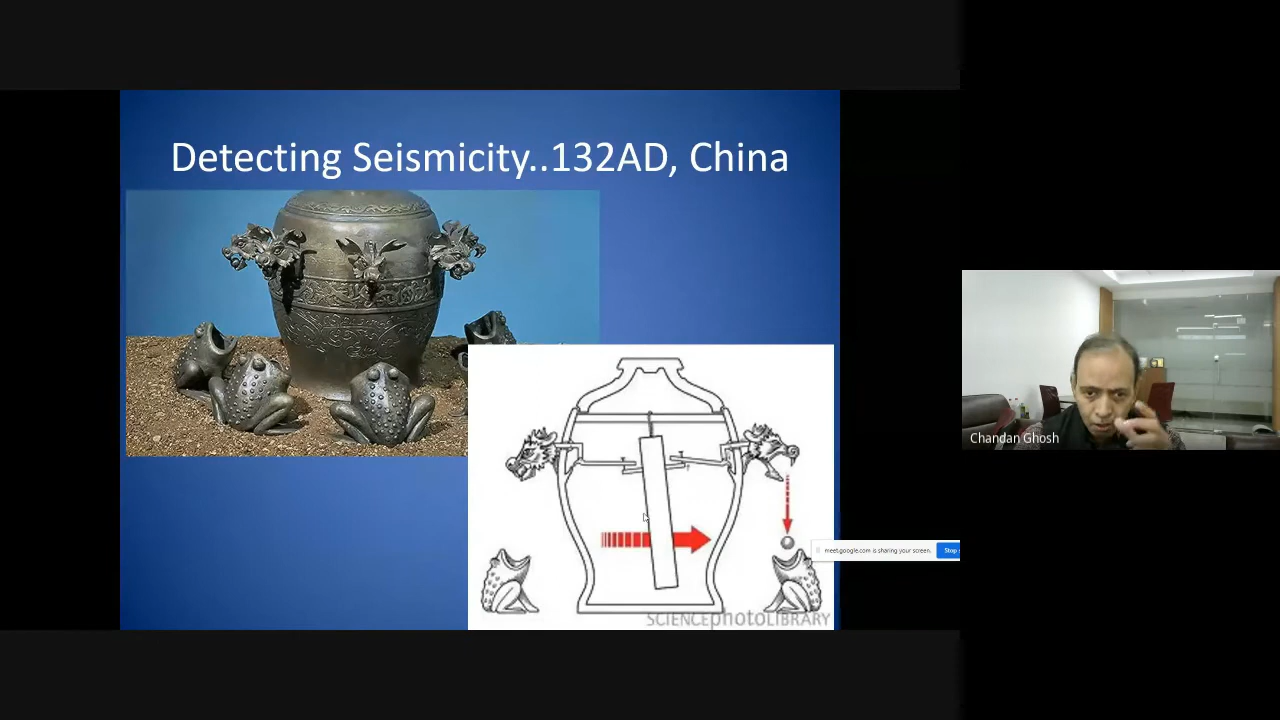 Detecting Seismicity..132AD, China
Chandan Ghosh
meet.google.com is sharing your screen.
Stop
SCIENCEphotoLIBRARY